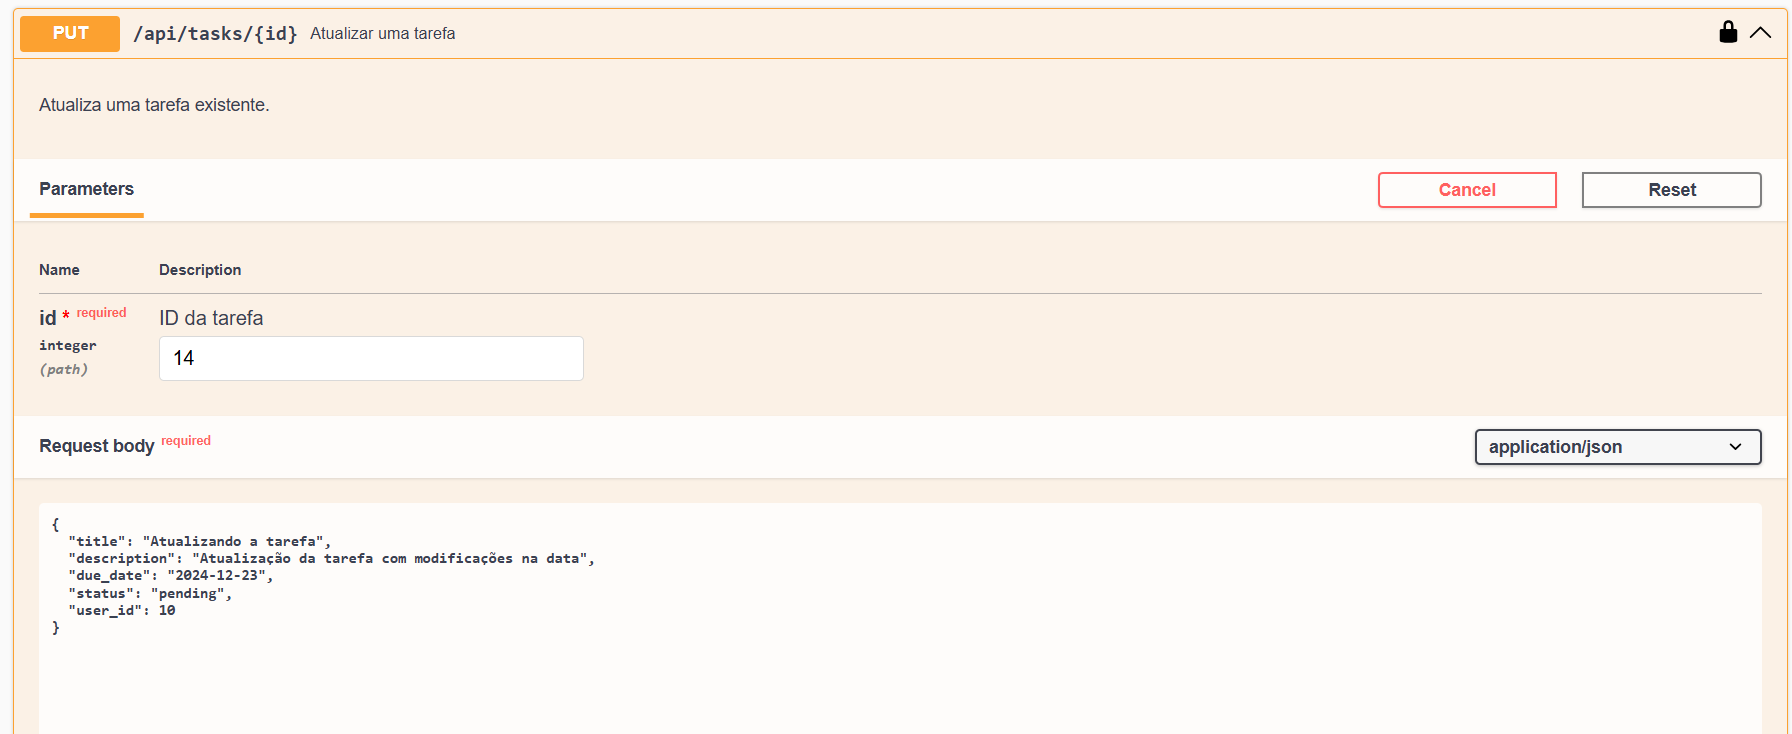 PUT /api/tasks/{id} Atualizar uma tarefa
Atualiza uma tarefa existente.
Parameters Cancel Reset
Name Description
id * required ID da tarefa
integer 14
(path)
Request body required application/json
{
  "title": "Atualizando a tarefa",
  "description": "Atualização da tarefa com modificações na data",
  "due_date": "2024-12-23",
  "status": "pending",
  "user_id": 10
}